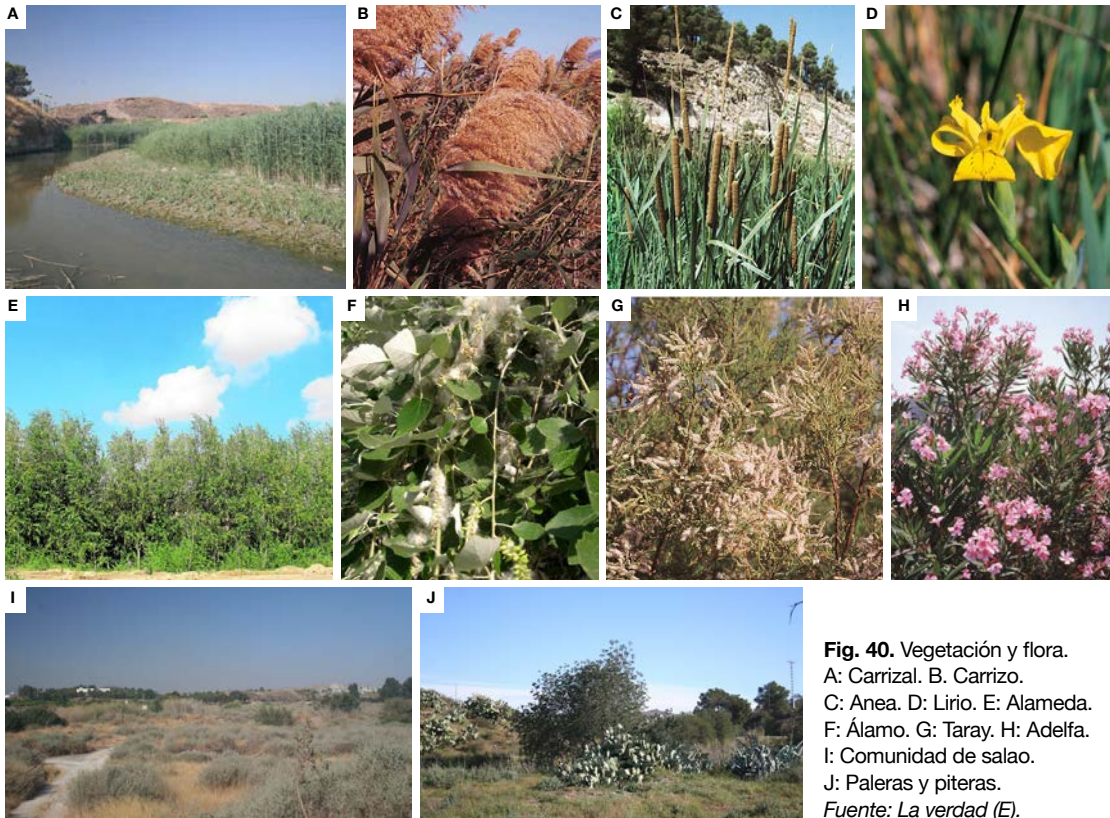 A
B
C
D
E
F
G
H
I
J
Fig. 40. Vegetación y flora.
A: Carrizal. B. Carrizo.
C: Anea. D: Lirio. E: Alameda.
F: Álamo. G: Taray. H: Adelfa.
I: Comunidad de salao.
J: Paleras y piteras.
Fuente: La verdad (E).